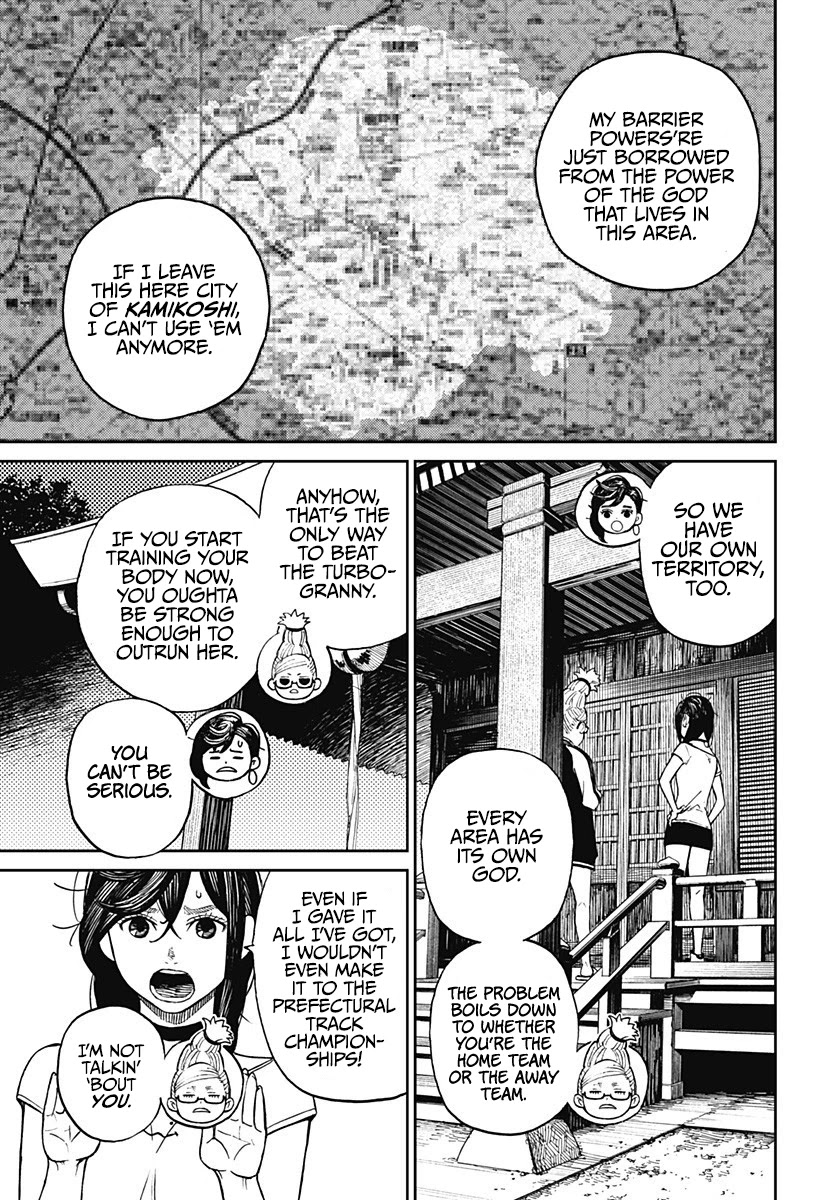 MY BARRIER
POWERS'RE
JUST BORROWED
FROM THE POWER
OF THE GOD
THAT LIVES IN
THIS AREA.
IF I LEAVE
THIS HERE CITY
OF KAMIKOSHI,
I CAN'T USE 'EM
ANYMORE.
SO WE
HAVE
OUR OWN
TERRITORY,
TOO.
EVERY
AREA HAS
ITS OWN
GOD.
THE PROBLEM
BOILS DOWN
TO WHETHER
YOU'RE THE
HOME TEAM
OR THE AWAY
TEAM.
ANYHOW,
THAT'S THE
ONLY WAY
TO BEAT
THE TURBO-
GRANNY.
IF YOU START
TRAINING YOUR
BODY NOW,
YOU OUGHTA
BE STRONG
ENOUGH TO
OUTRUN HER.
YOU
CAN'T BE
SERIOUS.
EVEN IF
I GAVE IT
ALL I'VE GOT,
I WOULDN'T
EVEN MAKE
IT TO THE
PREFECTURAL
TRACK
CHAMPION-
SHIPS!
I'M NOT
TALKIN'
'BOUT
YOU.